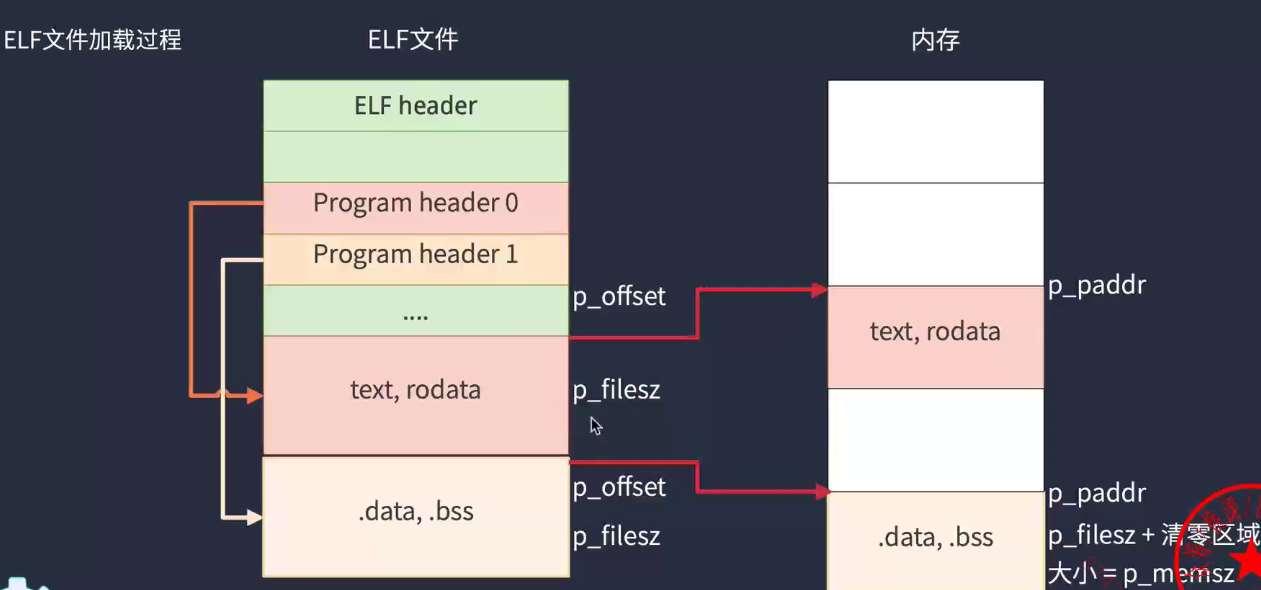 ELF文件加载过程
ELF文件
内存
ELF header
Program header 0
Program header 1
p_offset
p_paddr
....
text, rodata
text, rodata
p_filesz
p_offset
p_paddr
.data, .bss
p_filesz
.data, .bss
p_filesz + 清零区域
大小 = p_memsz